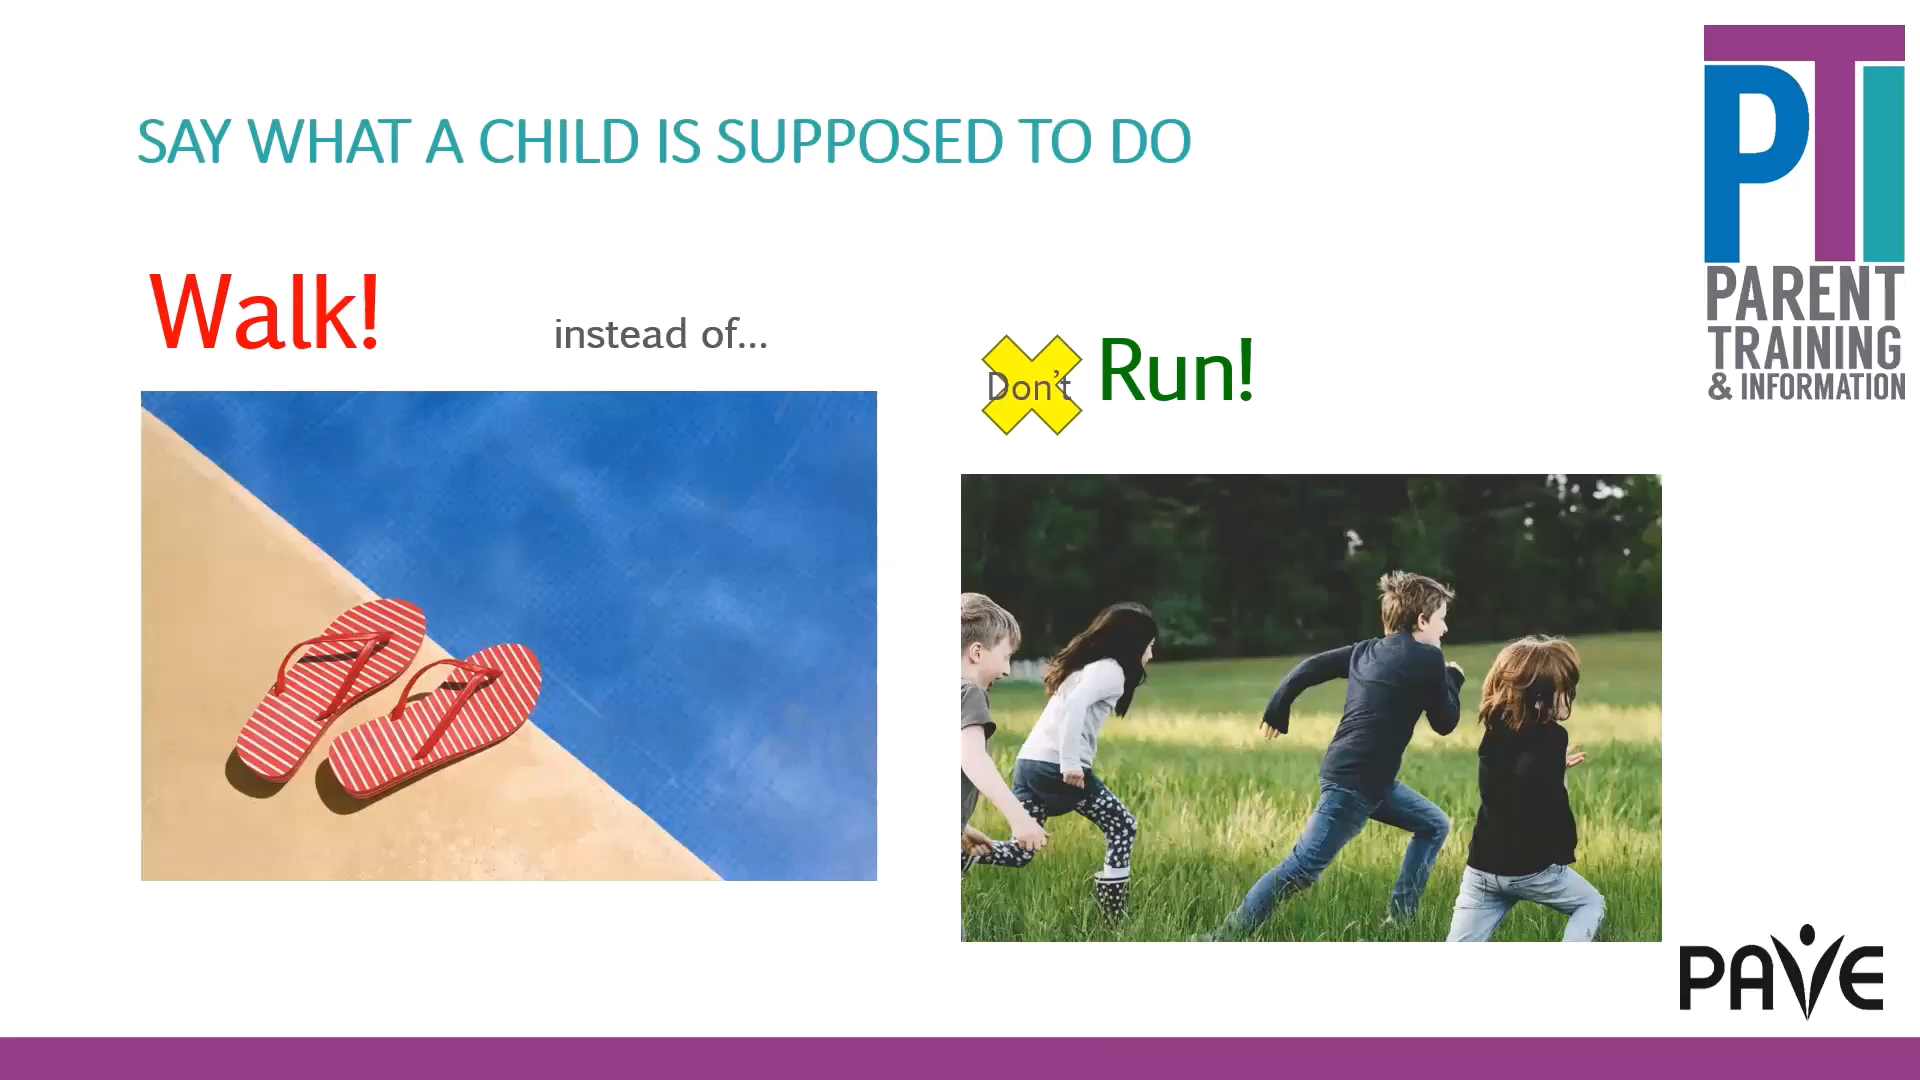 SAY WHAT A CHILD IS SUPPOSED TO DO
Walk!
instead of...
Don't Run!
PTI
PARENT
TRAINING
& INFORMATION
PAVE